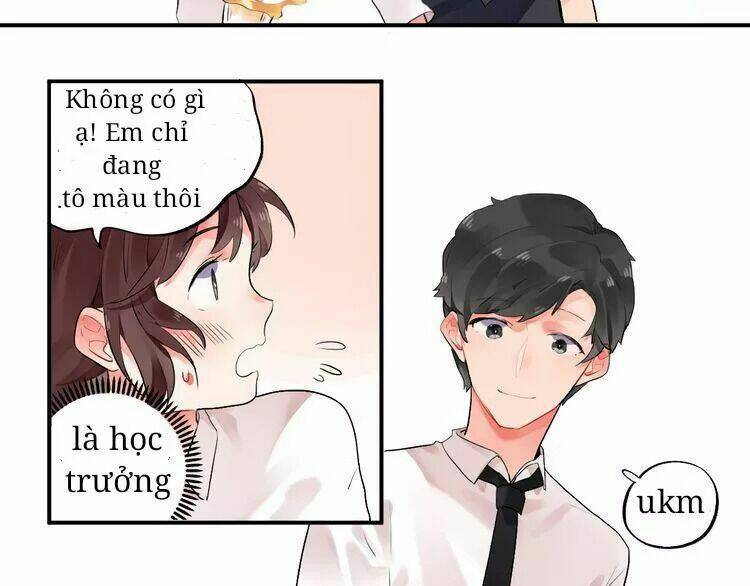 Không có gì
ạ! Em chỉ
đang
.tô màu thôi
là học
trưởng
ukm